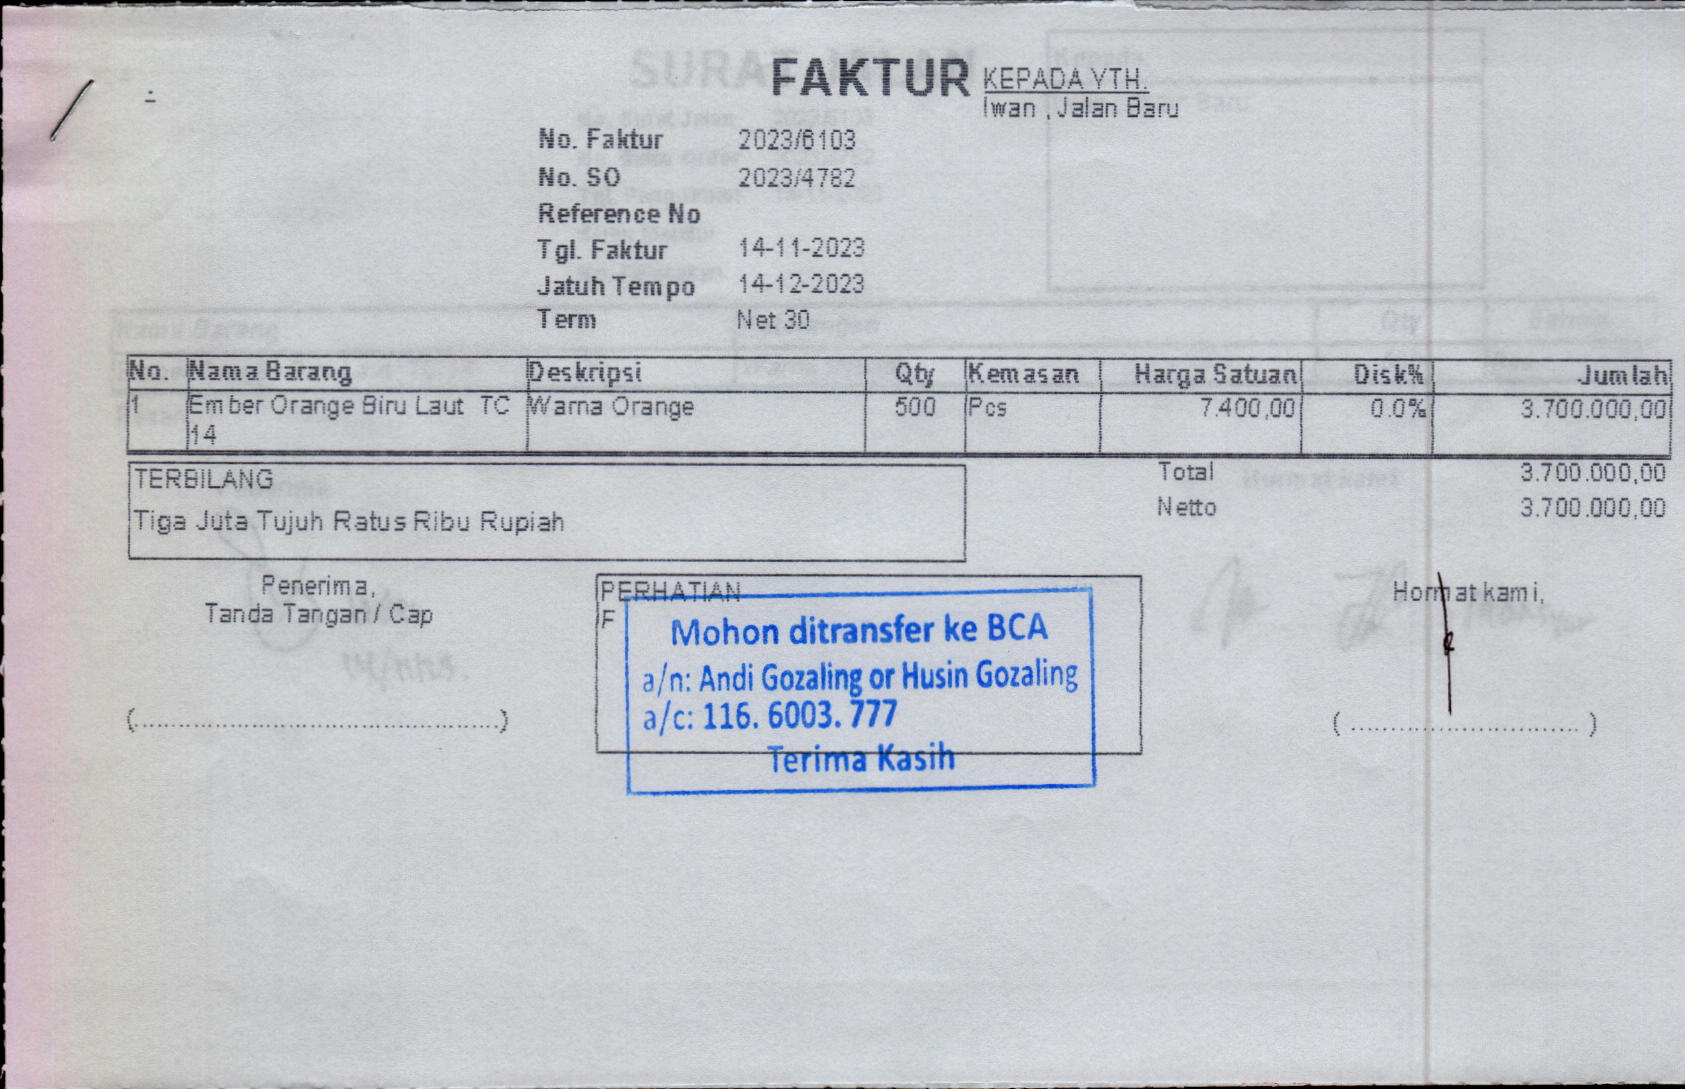 FAKTUR
KEPADA YTH.
Iwan , Jalan Baru
No. Faktur 2023/6103
No. SO 2023/4782
Reference No
Tgl. Faktur 14-11-2023
Jatuh Tempo 14-12-2023
Term Net 30
No. Nama Barang Deskripsi Qty Kemasan Harga Satuan Disk% Jumlah
1 Ember Orange Biru Laut TC Warna Orange 500 Pcs 7.400,00 0.0% 3.700.000,00
14
TERBILANG
Tiga Juta Tujuh Ratus Ribu Rupiah
Total 3.700.000,00
Netto 3.700.000,00
Penerima,
Tanda Tangan / Cap
(..................................................)
PERHATIAN
F
Mohon ditransfer ke BCA
a/n: Andi Gozaling or Husin Gozaling
a/c: 116. 6003. 777
Terima Kasih
Hormat kami,
( .............................. )
SURAT JALAN